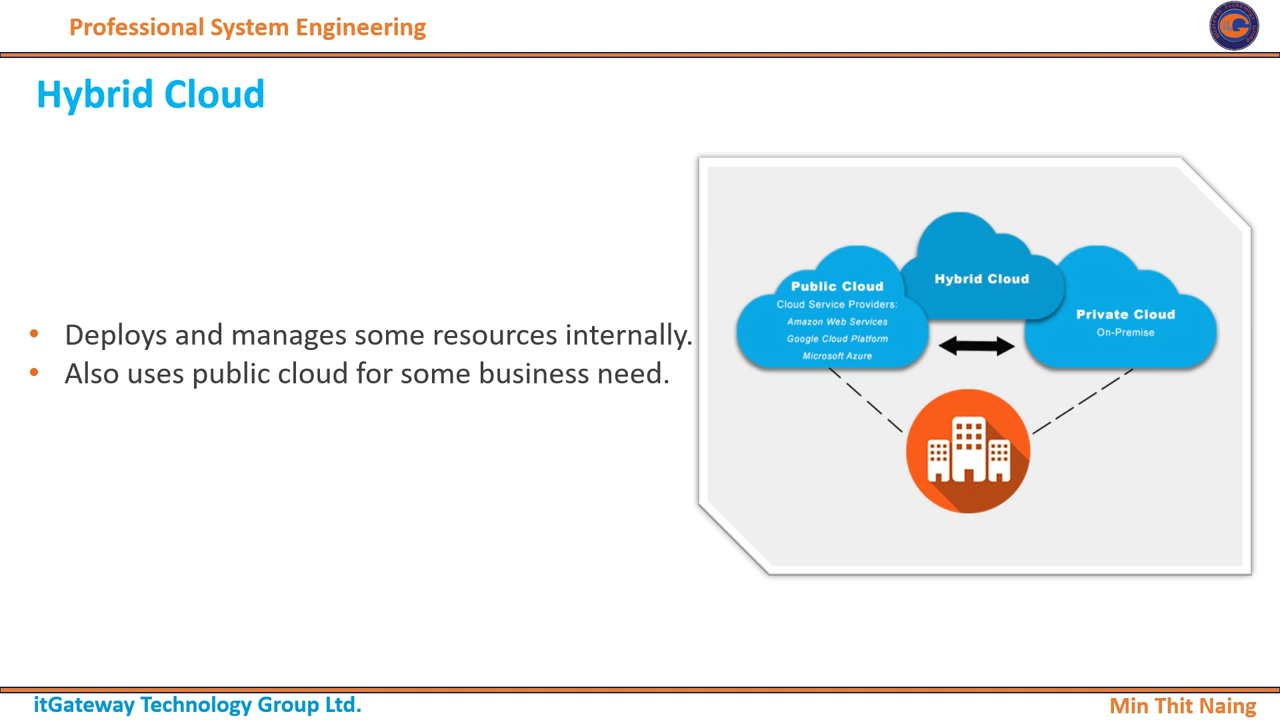 Professional System Engineering
Hybrid Cloud
• Deploys and manages some resources internally.
• Also uses public cloud for some business need.
Hybrid Cloud
Public Cloud
Cloud Service Providers:
Amazon Web Services
Google Cloud Platform
Microsoft Azure
Private Cloud
On-Premise
itGateway Technology Group Ltd.
Min Thit Naing